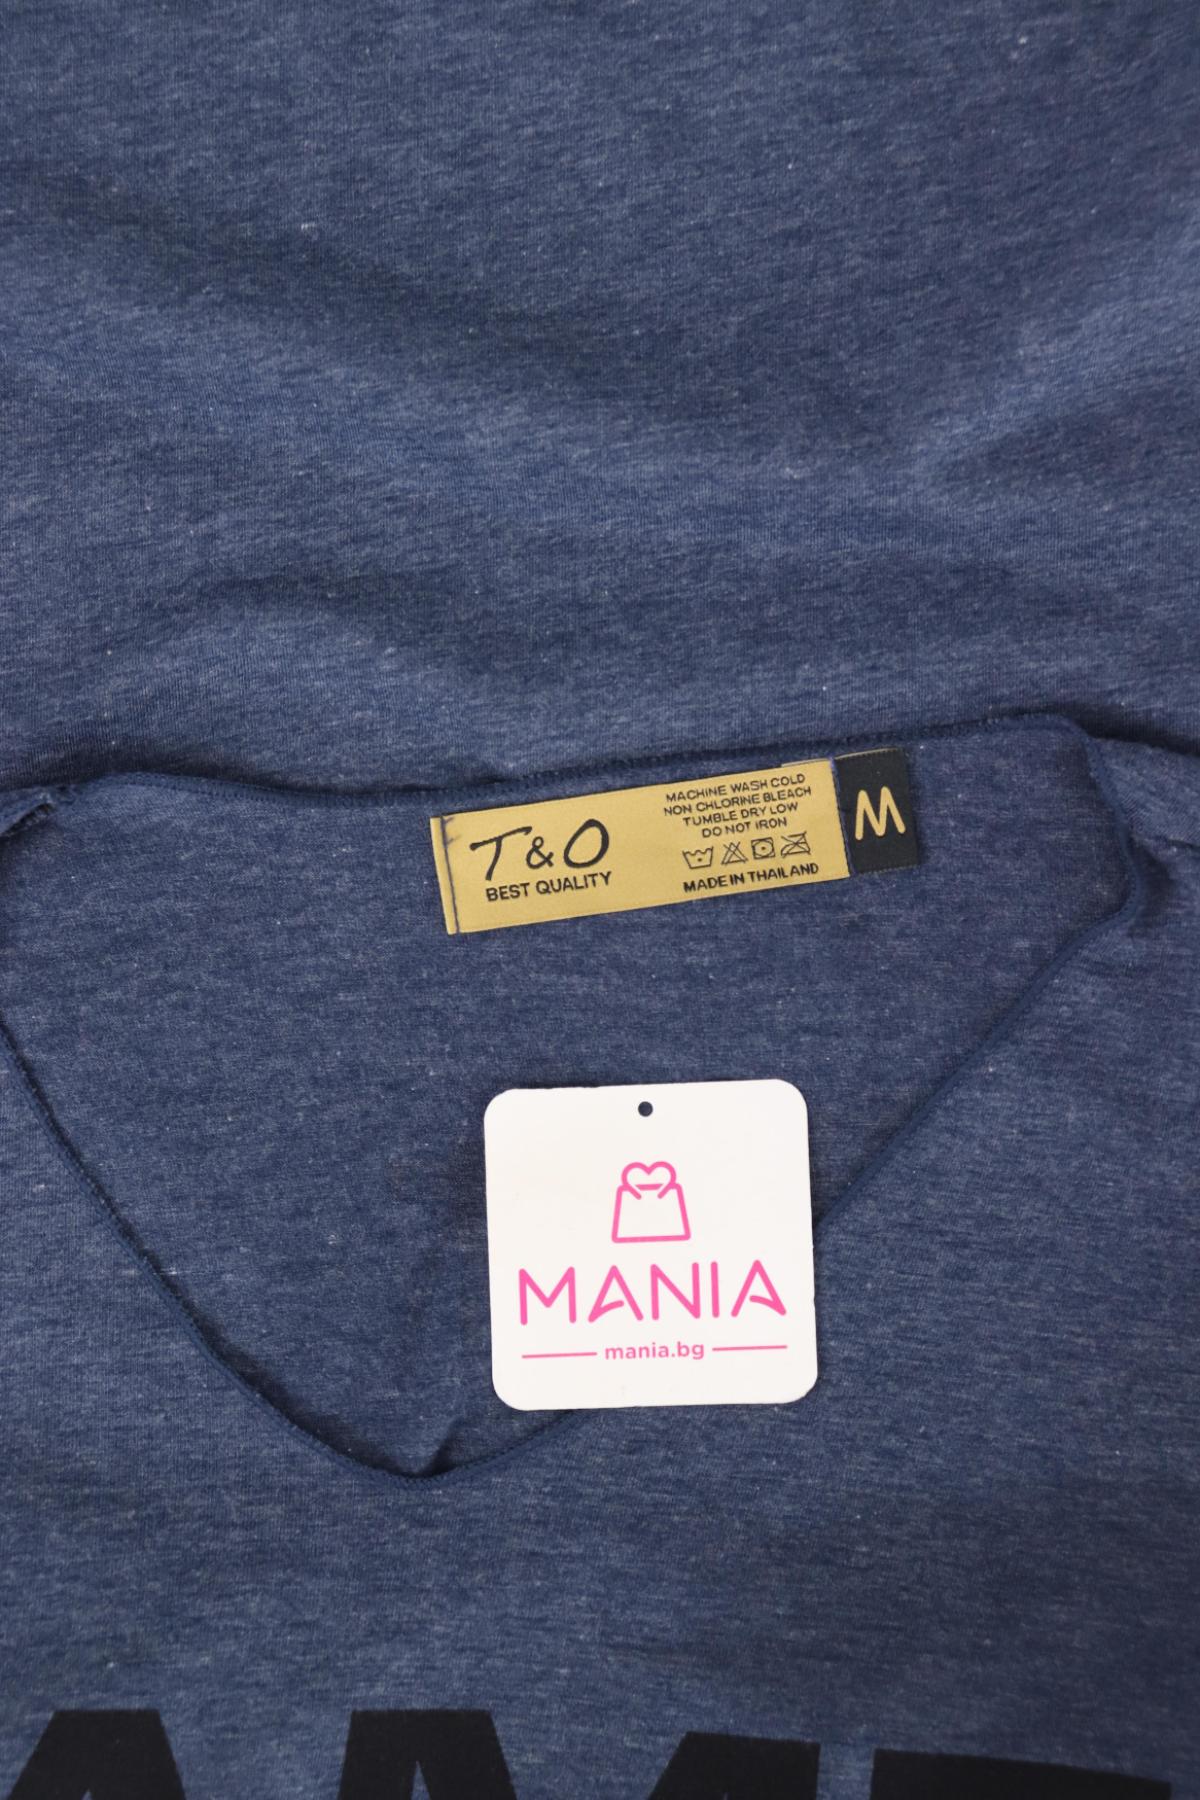 T&O
BEST QUALITY
MACHINE WASH COLD
NON CHLORINE BLEACH
TUMBLE DRY LOW
DO NOT IRON
MADE IN THAILAND
M
MANIA
mania.bg